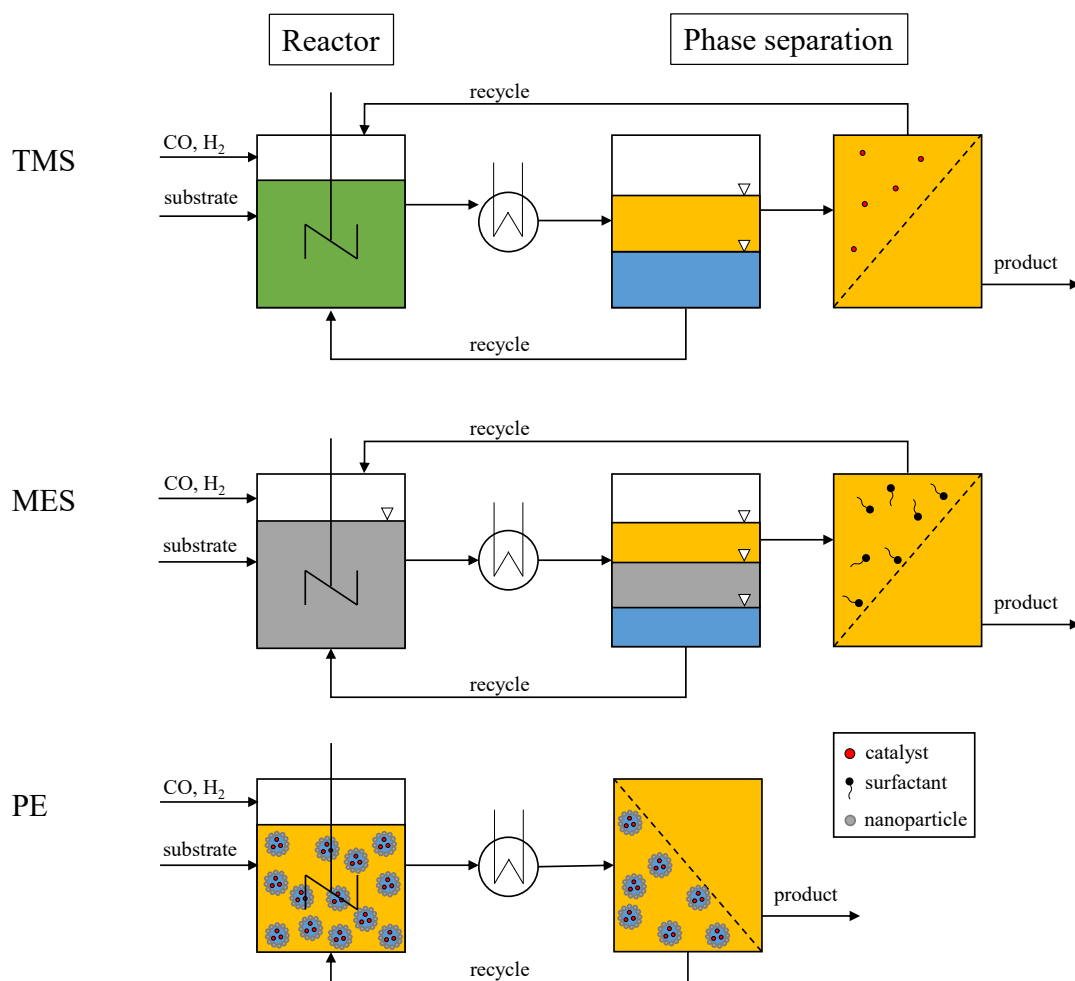 Reactor
Phase separation
TMS
recycle
CO, H₂
substrate
product
recycle
MES
recycle
CO, H₂
substrate
product
recycle
PE
CO, H₂
substrate
catalyst
surfactant
nanoparticle
product
recycle